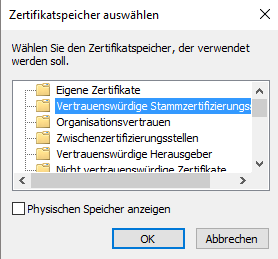 Zertifikatspeicher auswählen
Wählen Sie den Zertifikatspeicher, der verwendet
werden soll.
Eigene Zertifikate
Vertrauenswürdige Stammzertifizierungss
Organisationsvertrauen
Zwischenzertifizierungsstellen
Vertrauenswürdige Herausgeber
Nicht vertrauenswürdige Zertifikate
Physischen Speicher anzeigen
OK
Abbrechen